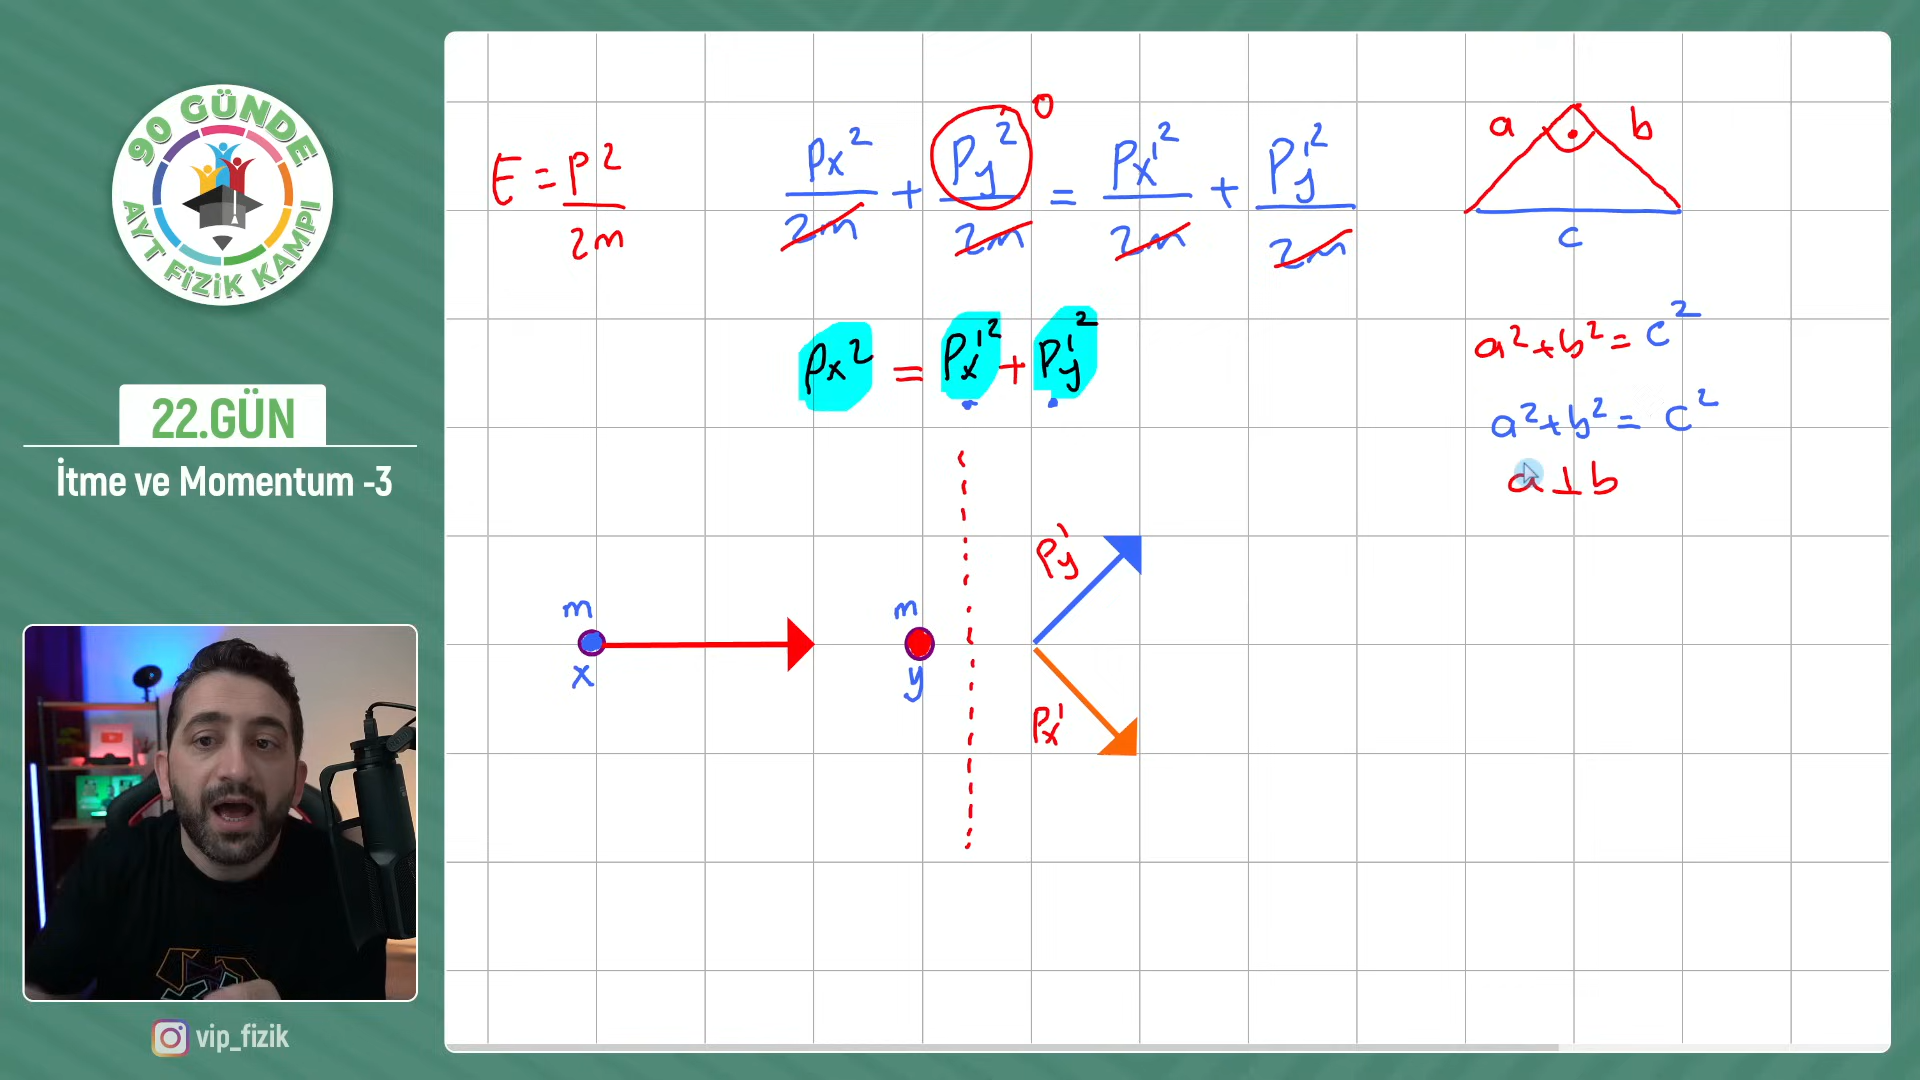 90 GÜNDE
AYT FİZİK KAMPI
22.GÜN
İtme ve Momentum -3
vip_fizik
E = P²/2m
Px²/2m + Py²/2m = Px'²/2m + Py'²/2m
0
Px² = Px'² + Py'²
a b
c
a²+b² = c²
a²+b² = c²
a⊥b
m
x
m
y
Py'
Px'